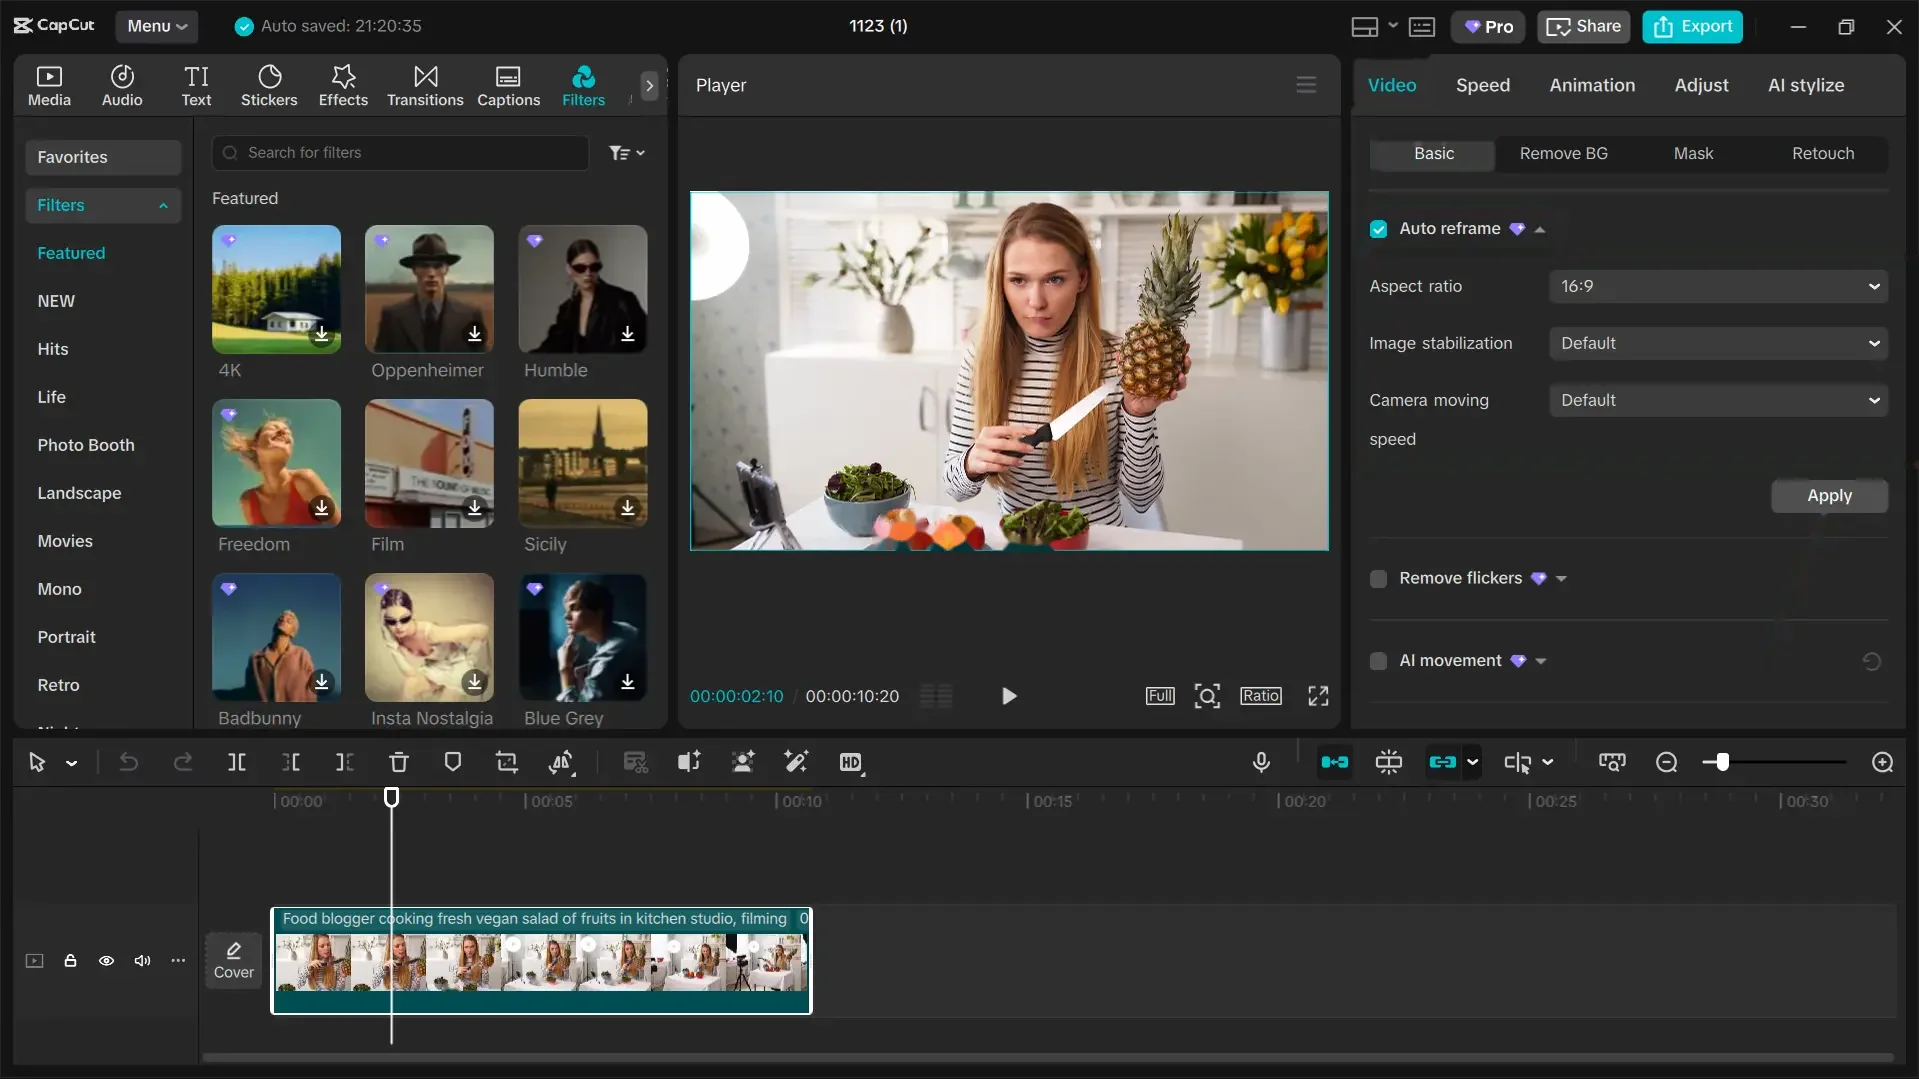 CapCut
Menu
Auto saved: 21:20:35
1123 (1)
Pro
Share
Export
Media
Audio
TI
Text
Stickers
Effects
Transitions
Captions
Filters
Player
Video
Speed
Animation
Adjust
AI stylize
Favorites
Filters
Featured
NEW
Hits
Life
Photo Booth
Landscape
Movies
Mono
Portrait
Retro
Search for filters
Featured
4K
Oppenheimer
Humble
Freedom
Film
Sicily
Badbunny
Insta Nostalgia
Blue Grey
00:00:02:10 / 00:00:10:20
Full
Ratio
Basic
Remove BG
Mask
Retouch
Auto reframe
Aspect ratio
16:9
Image stabilization
Default
Camera moving
speed
Default
Apply
Remove flickers
AI movement
HD
00:00
00:05
00:10
00:15
00:20
00:25
00:30
Cover
Food blogger cooking fresh vegan salad of fruits in kitchen studio, filming 0